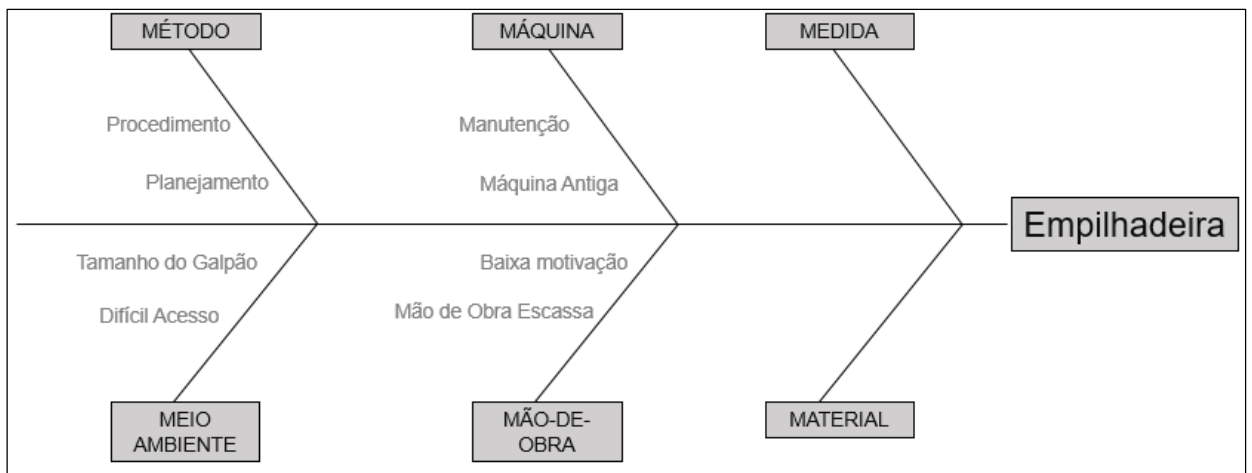 MÉTODO
MÁQUINA
MEDIDA
Procedimento
Manutenção
Planejamento
Máquina Antiga
Empilhadeira
Tamanho do Galpão
Baixa motivação
Difícil Acesso
Mão de Obra Escassa
MEIO
AMBIENTE
MÃO-DE-
OBRA
MATERIAL